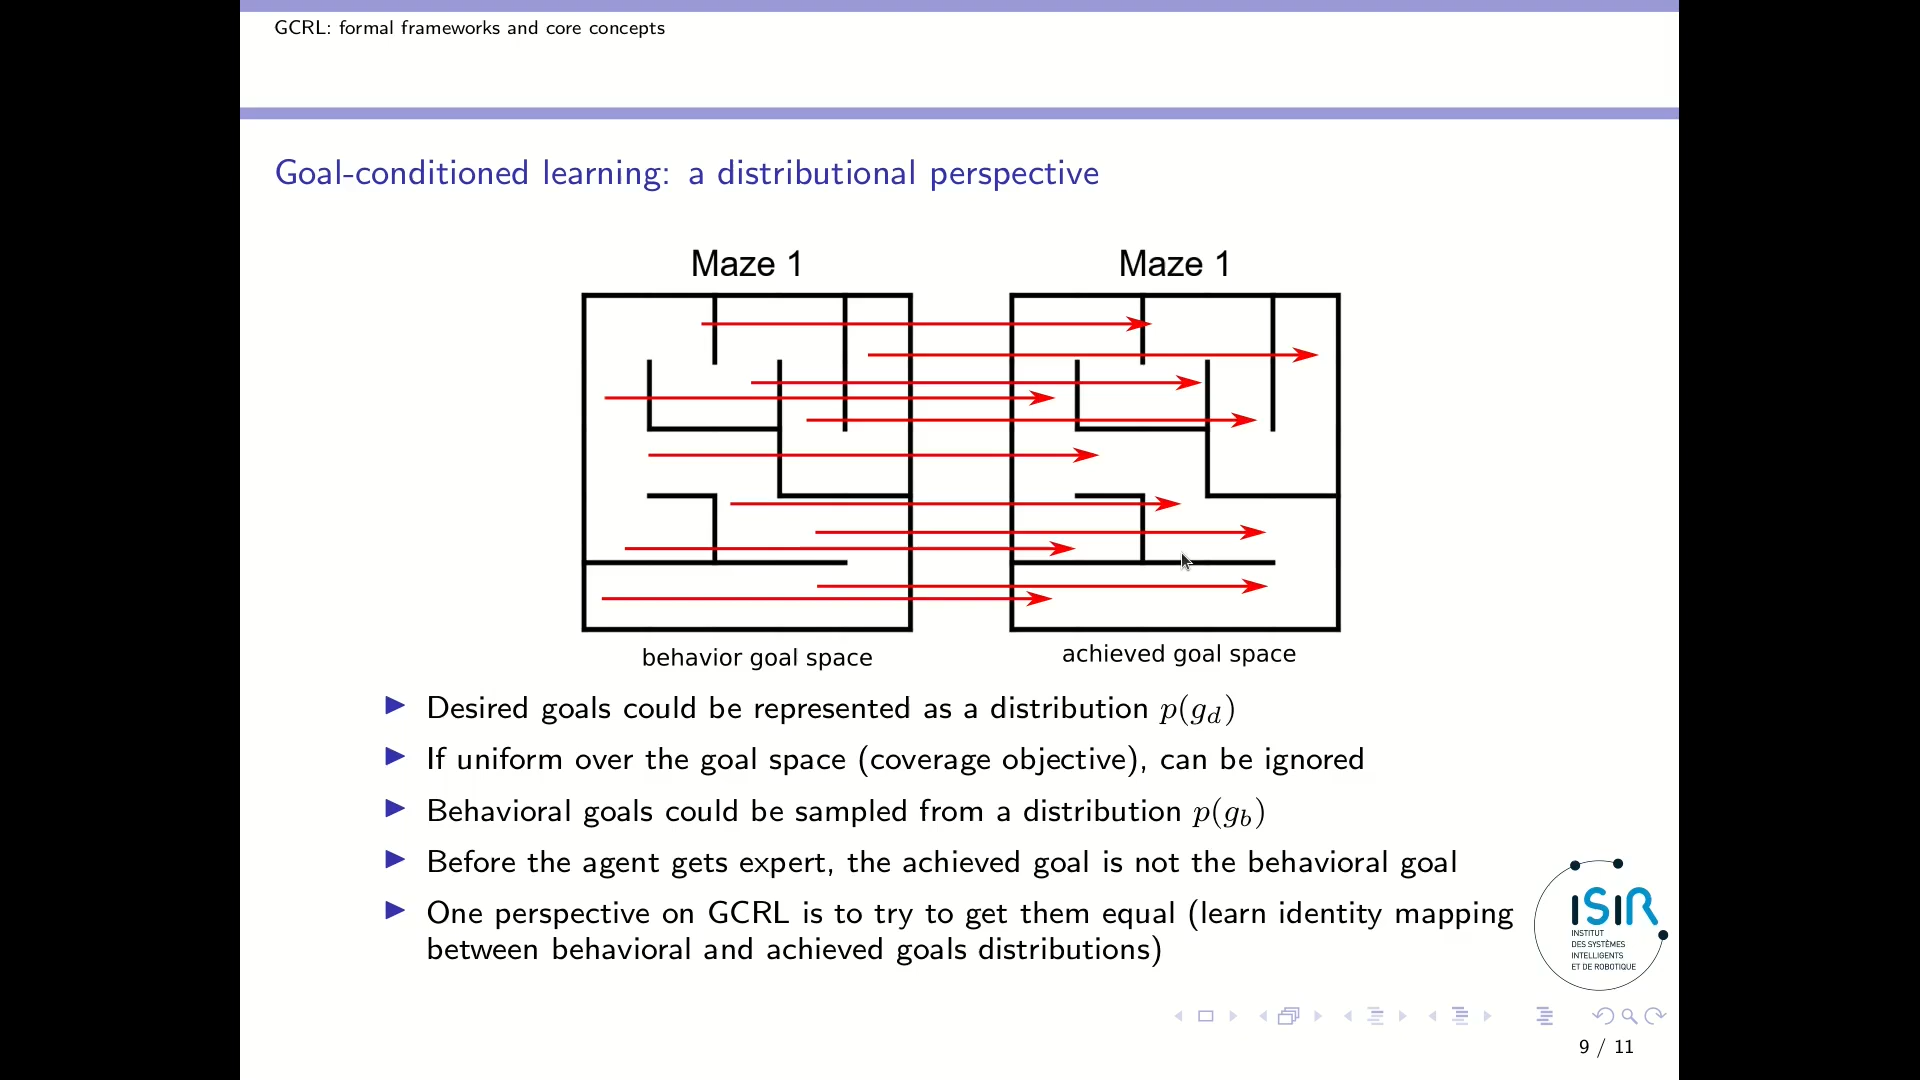 GCRL: formal frameworks and core concepts
Goal-conditioned learning: a distributional perspective
Maze 1
Maze 1
behavior goal space
achieved goal space
▶ Desired goals could be represented as a distribution p(g_d)
▶ If uniform over the goal space (coverage objective), can be ignored
▶ Behavioral goals could be sampled from a distribution p(g_b)
▶ Before the agent gets expert, the achieved goal is not the behavioral goal
▶ One perspective on GCRL is to try to get them equal (learn identity mapping
between behavioral and achieved goals distributions)
ISIR
INSTITUT
DES SYSTÈMES
INTELLIGENTS
ET DE ROBOTIQUE
9 / 11